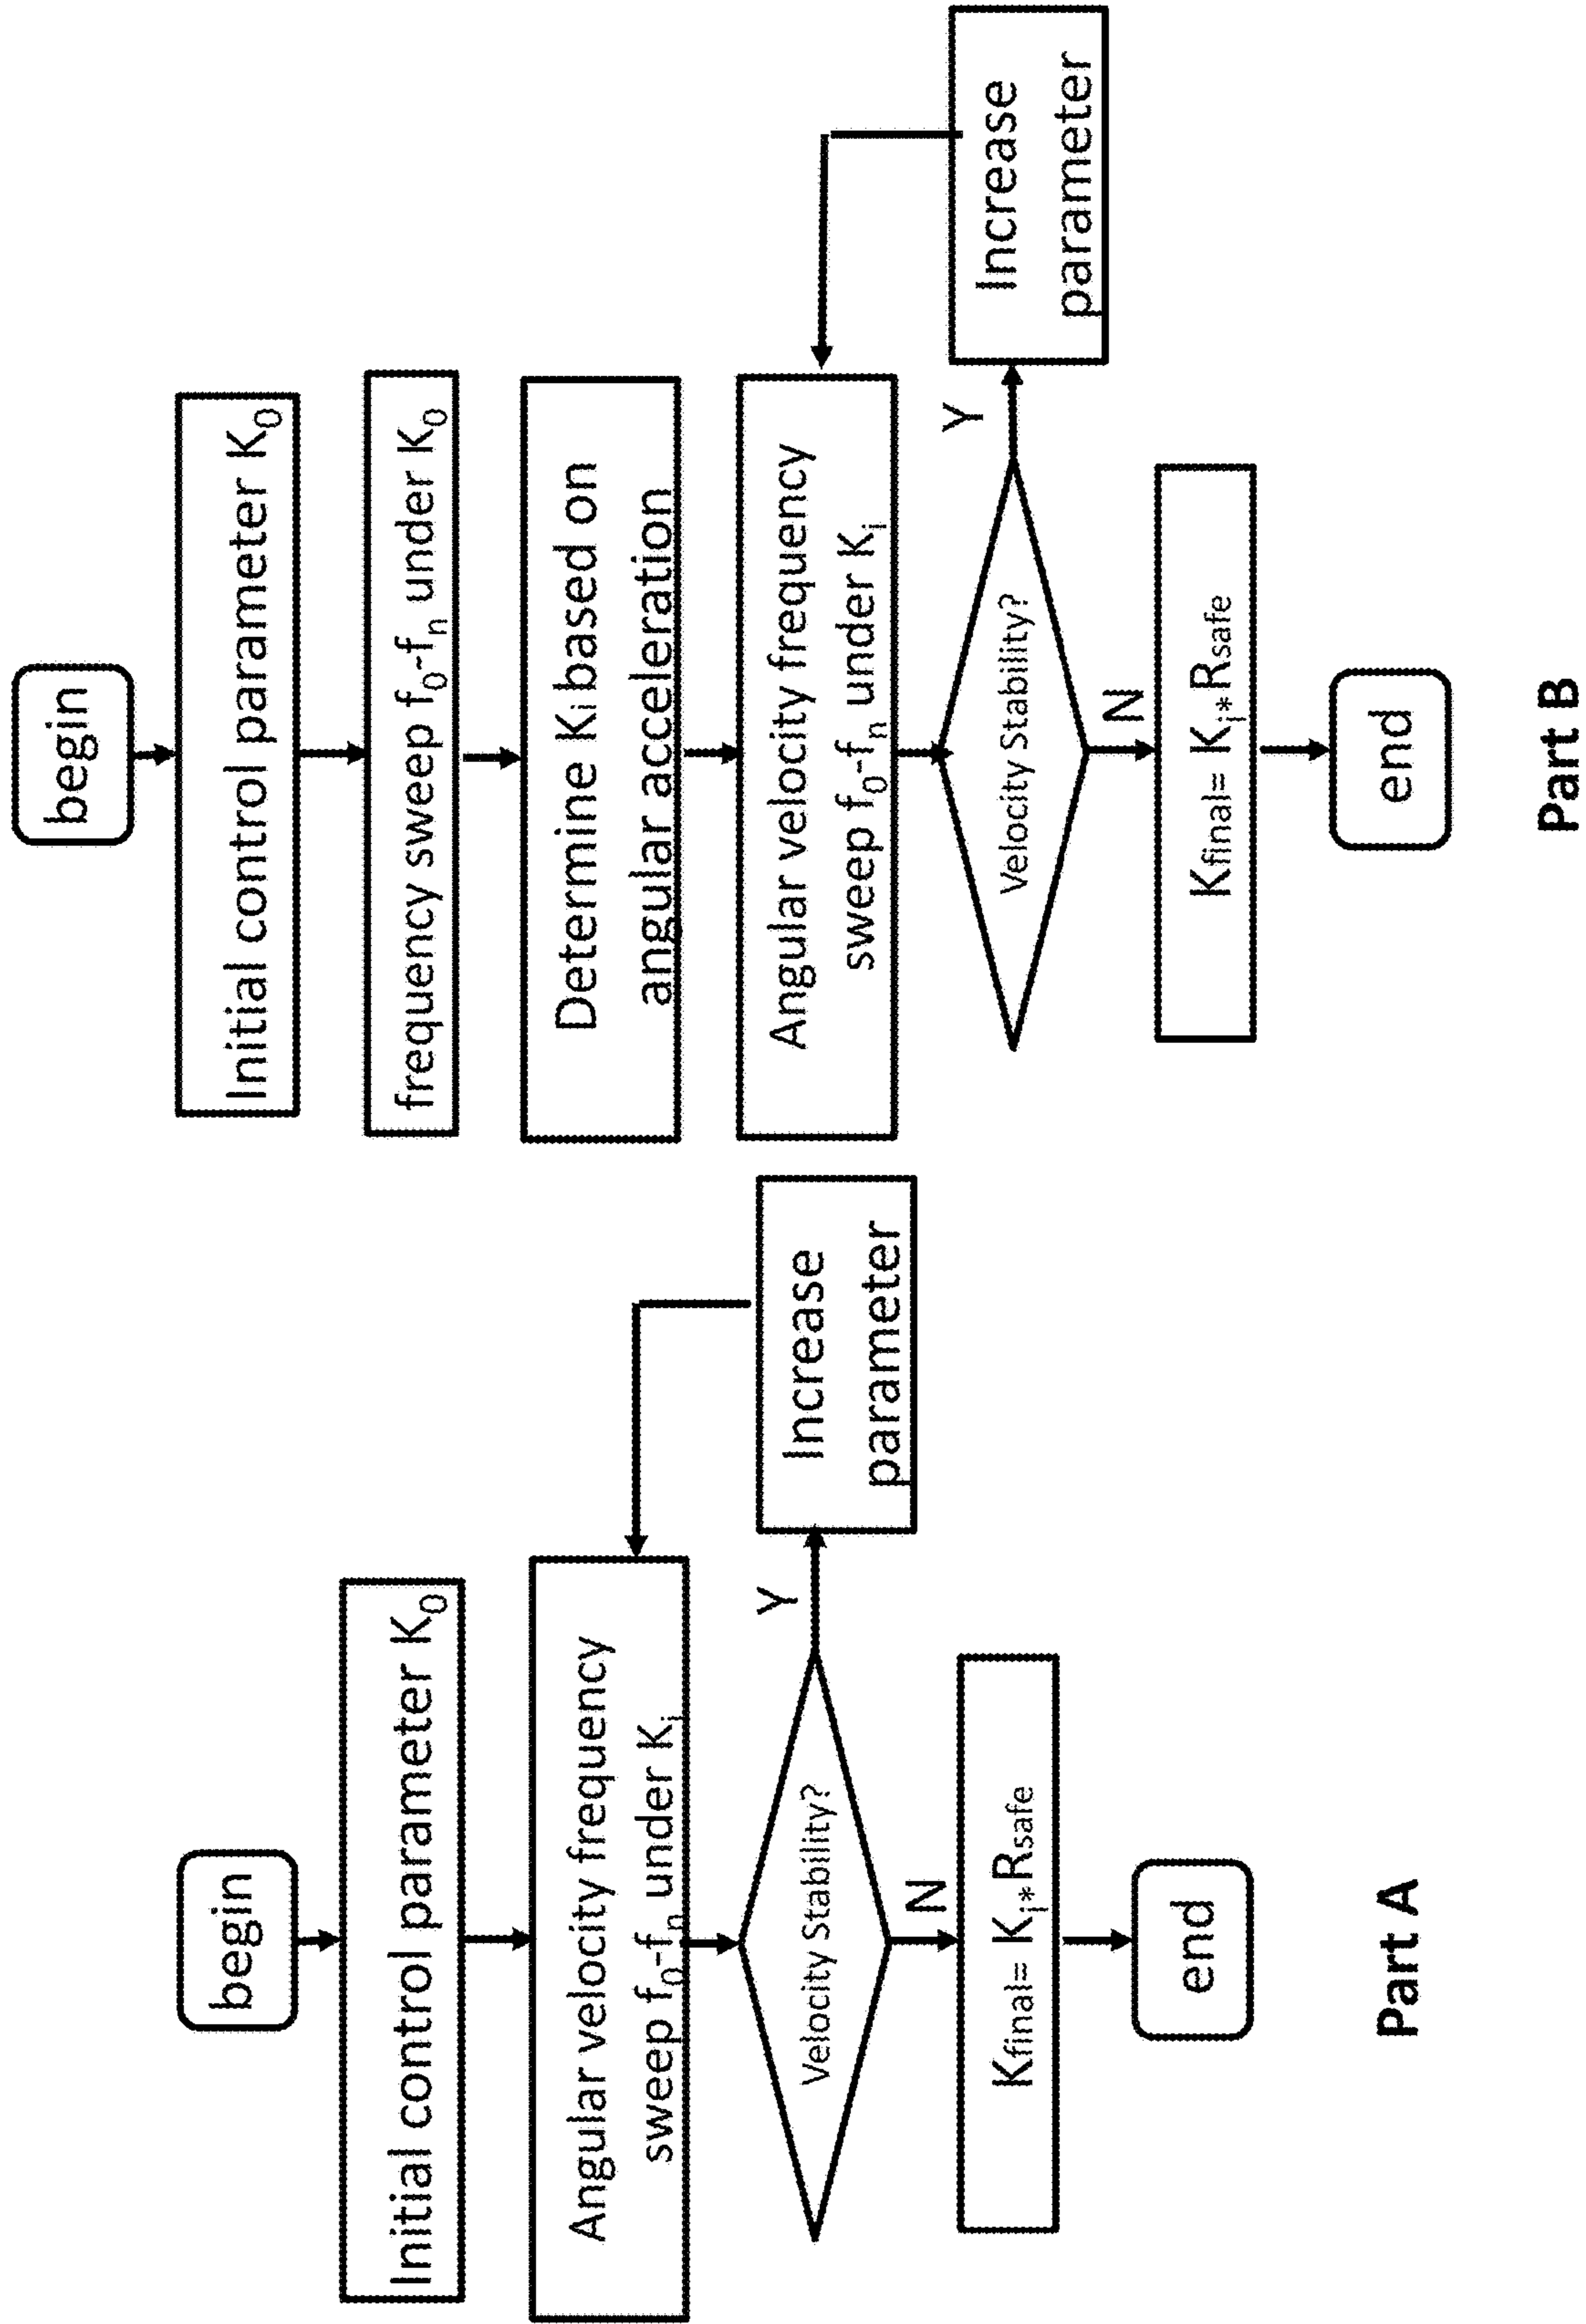 begin
Initial control parameter K₀
Angular velocity frequency
sweep f₀-fₙ under Kᵢ
Velocity Stability?
Y
Increase
parameter
N
Kfinal= Kᵢ*Rsafe
end
Part A
begin
Initial control parameter K₀
frequency sweep f₀-fₙ under K₀
Determine Kᵢ based on
angular acceleration
Angular velocity frequency
sweep f₀-fₙ under Kᵢ
Velocity Stability?
Y
Increase
parameter
N
Kfinal= Kᵢ*Rsafe
end
Part B